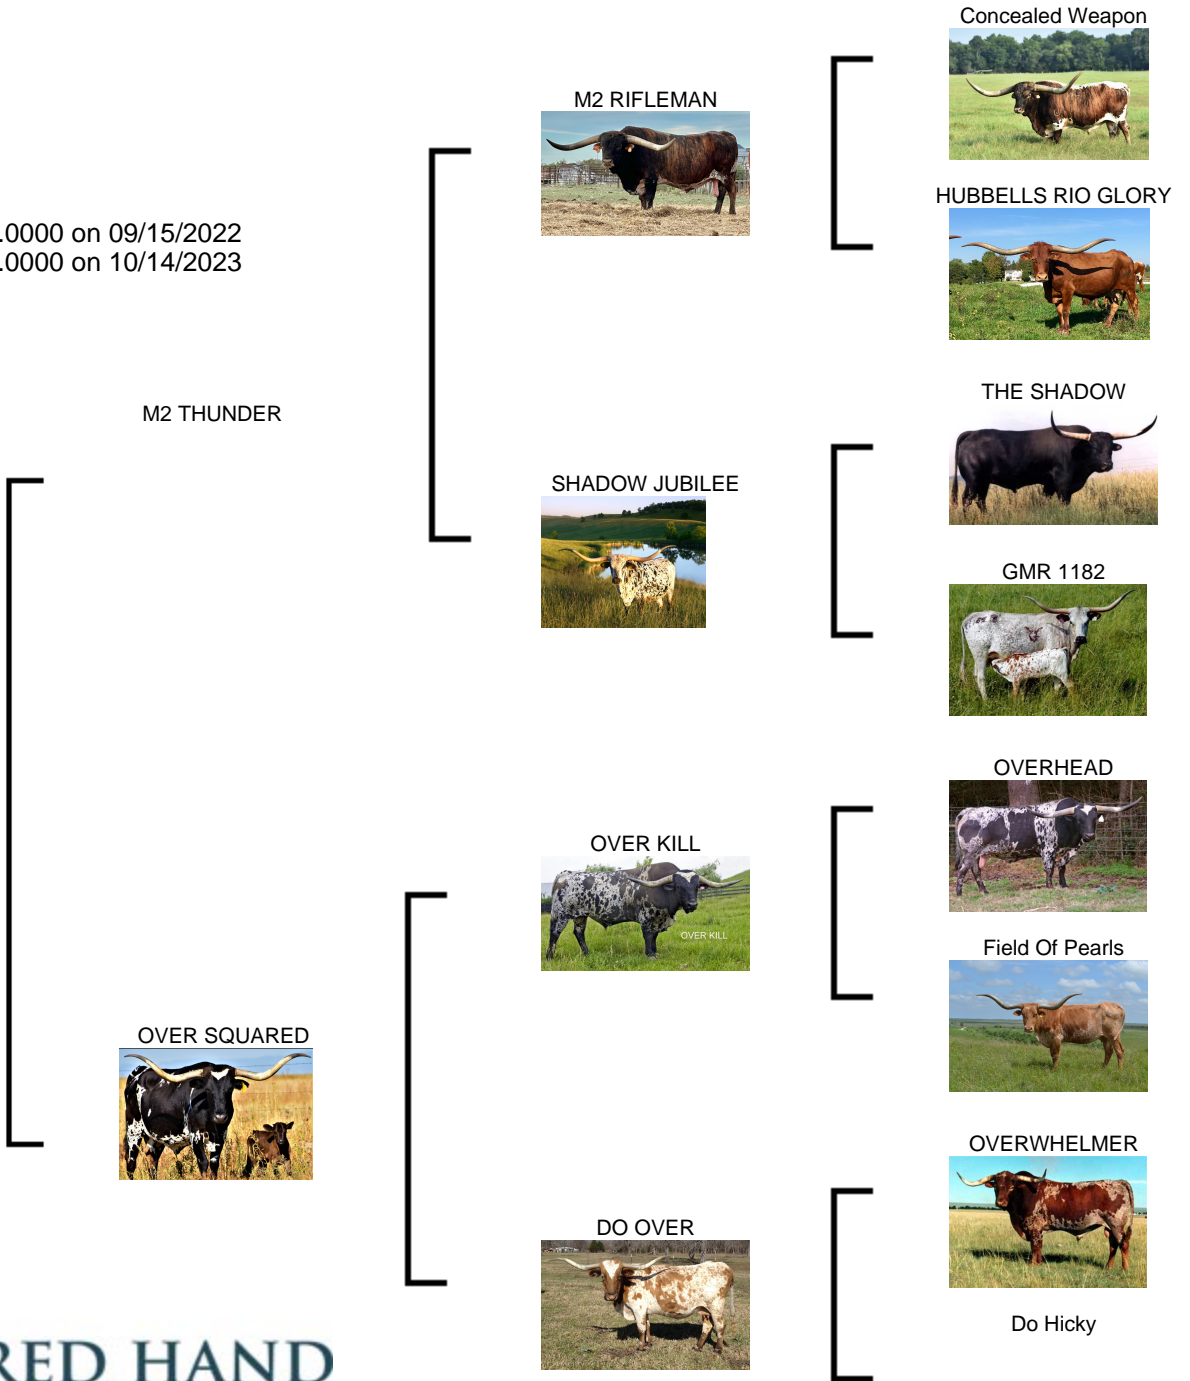 Concealed Weapon
M2 RIFLEMAN
HUBBELLS RIO GLORY
.0000 on 09/15/2022
.0000 on 10/14/2023
THE SHADOW
M2 THUNDER
SHADOW JUBILEE
GMR 1182
OVERHEAD
OVER KILL
OVER KILL
Field Of Pearls
OVER SQUARED
OVERWHELMER
DO OVER
Do Hicky
RED HAND